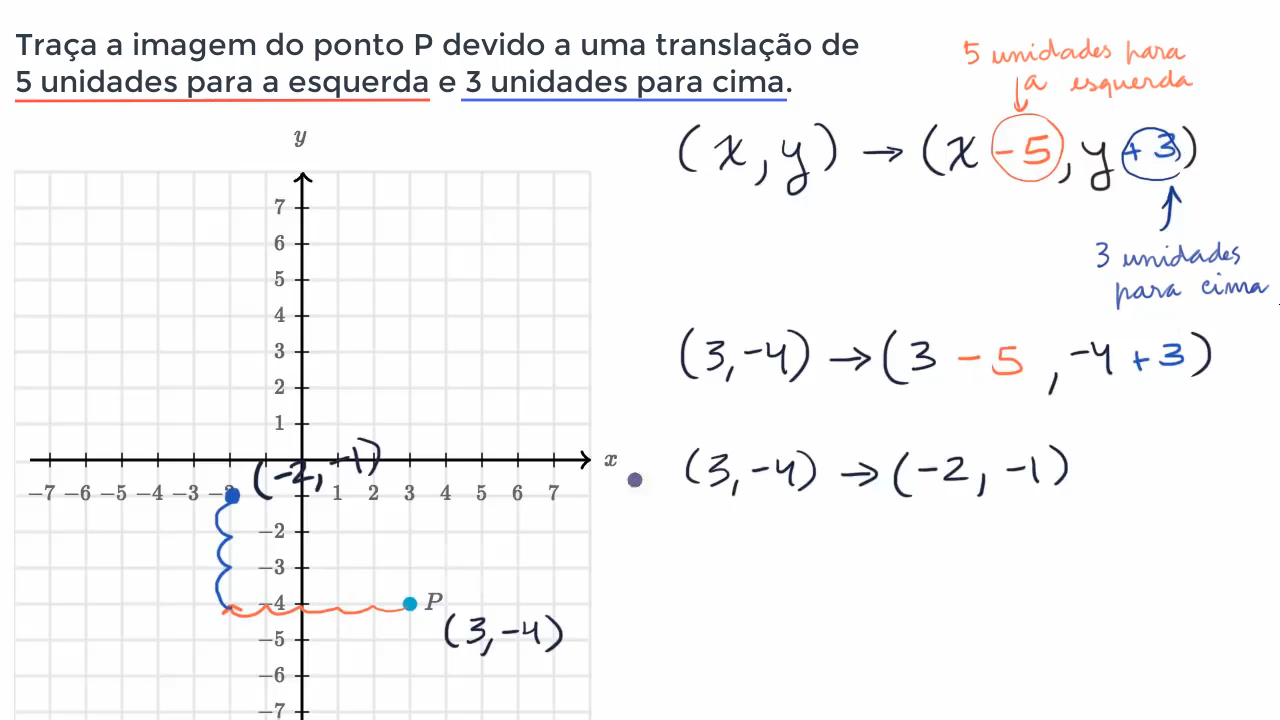 Traça a imagem do ponto P devido a uma translação de
5 unidades para a esquerda e 3 unidades para cima.
5 unidades para
a esquerda
(x, y) → (x - 5, y + 3)
3 unidades
para cima
(3, -4) → (3 - 5, -4 + 3)
(3, -4) → (-2, -1)
y
7
6
5
4
3
2
1
(-2, -1)
x
-7 -6 -5 -4 -3 -2 1 2 3 4 5 6 7
-2
-3
-4
P
(3, -4)
-5
-6
-7